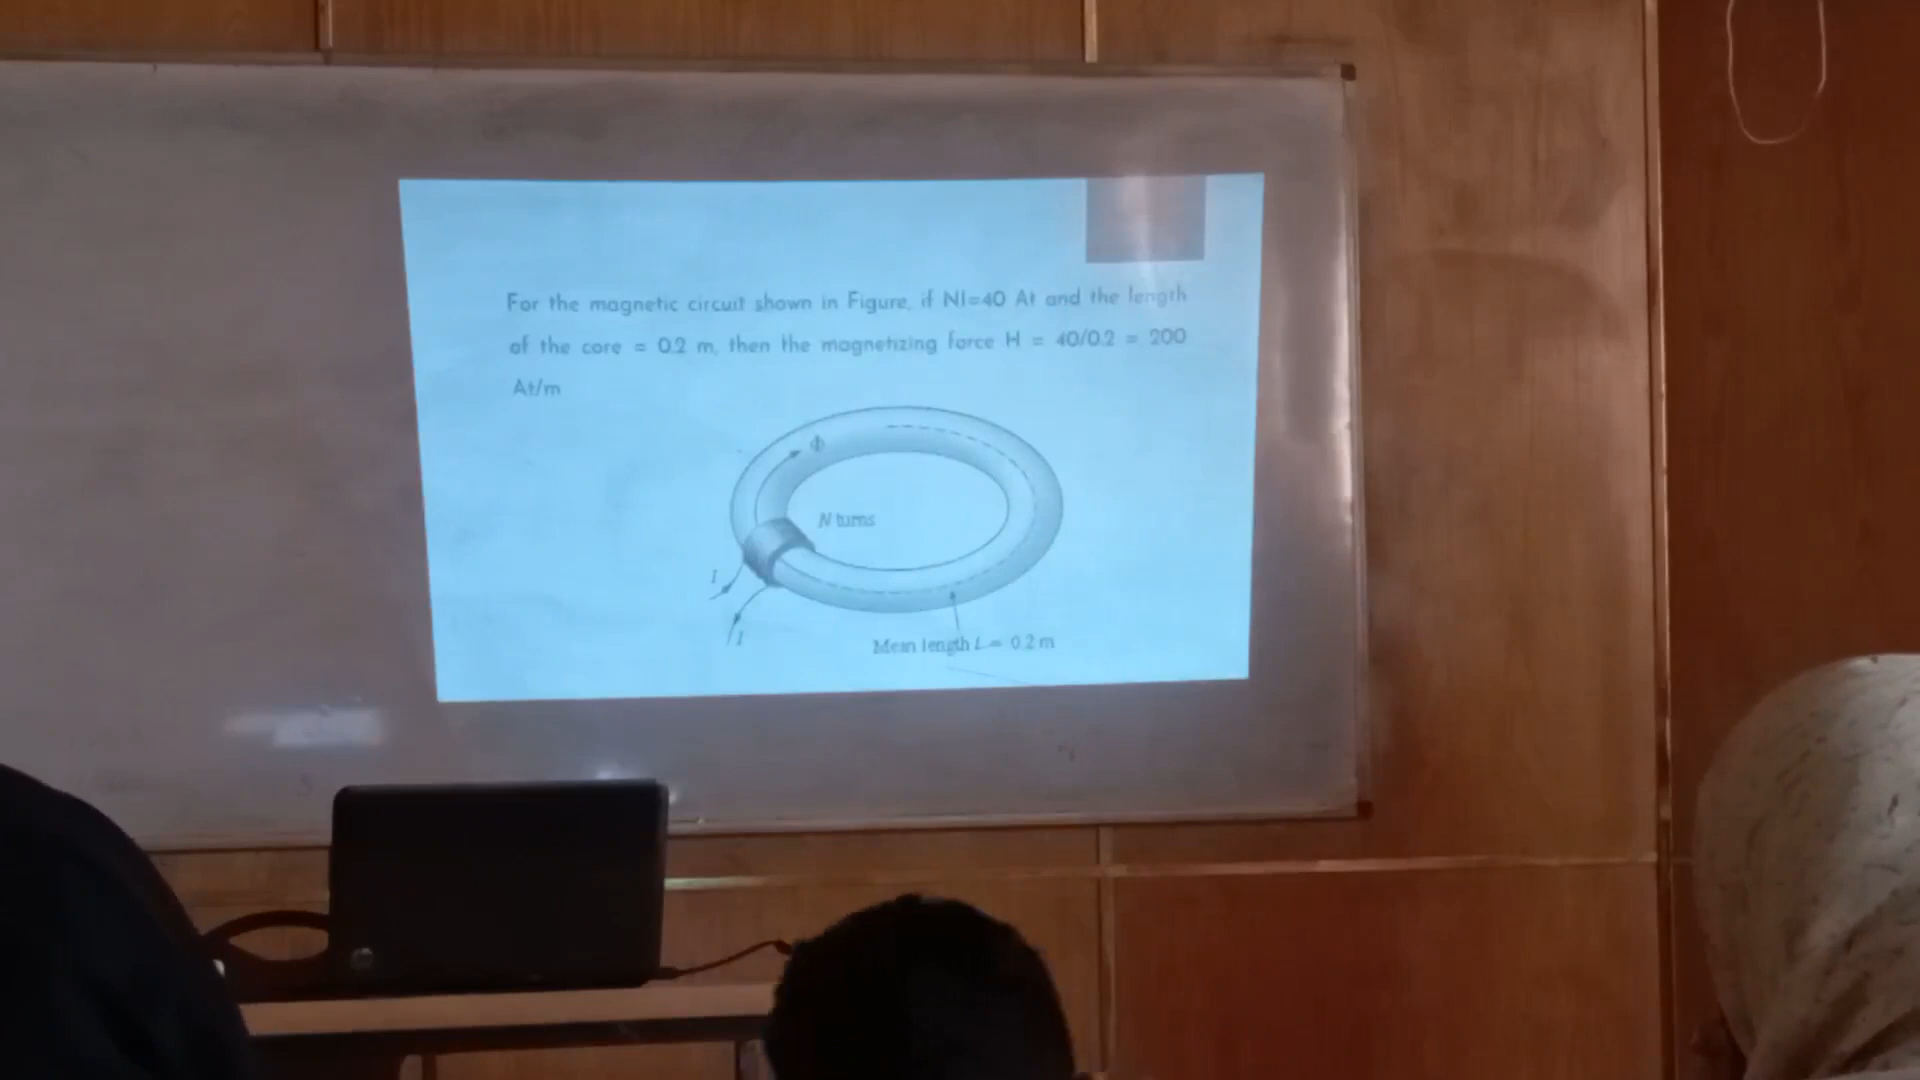 For the magnetic circuit shown in Figure, if NI=40 At and the length
of the core = 0.2 m, then the magnetizing force H = 40/0.2 = 200
At/m
Φ
N turns
I
I
Mean length L = 0.2 m